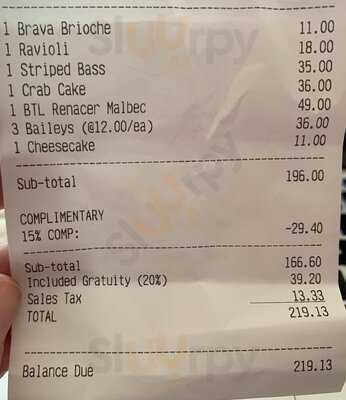 1 Brava Brioche 11.00
1 Ravioli 18.00
1 Striped Bass 35.00
1 Crab Cake 36.00
1 BTL Renacer Malbec 49.00
3 Baileys (@12.00/ea) 36.00
1 Cheesecake 11.00
Sub-total 196.00
COMPLIMENTARY
15% COMP: -29.40
Sub-total 166.60
Included Gratuity (20%) 39.20
Sales Tax 13.33
TOTAL 219.13
Balance Due 219.13
sluurpy
sluurpy
sluurpy